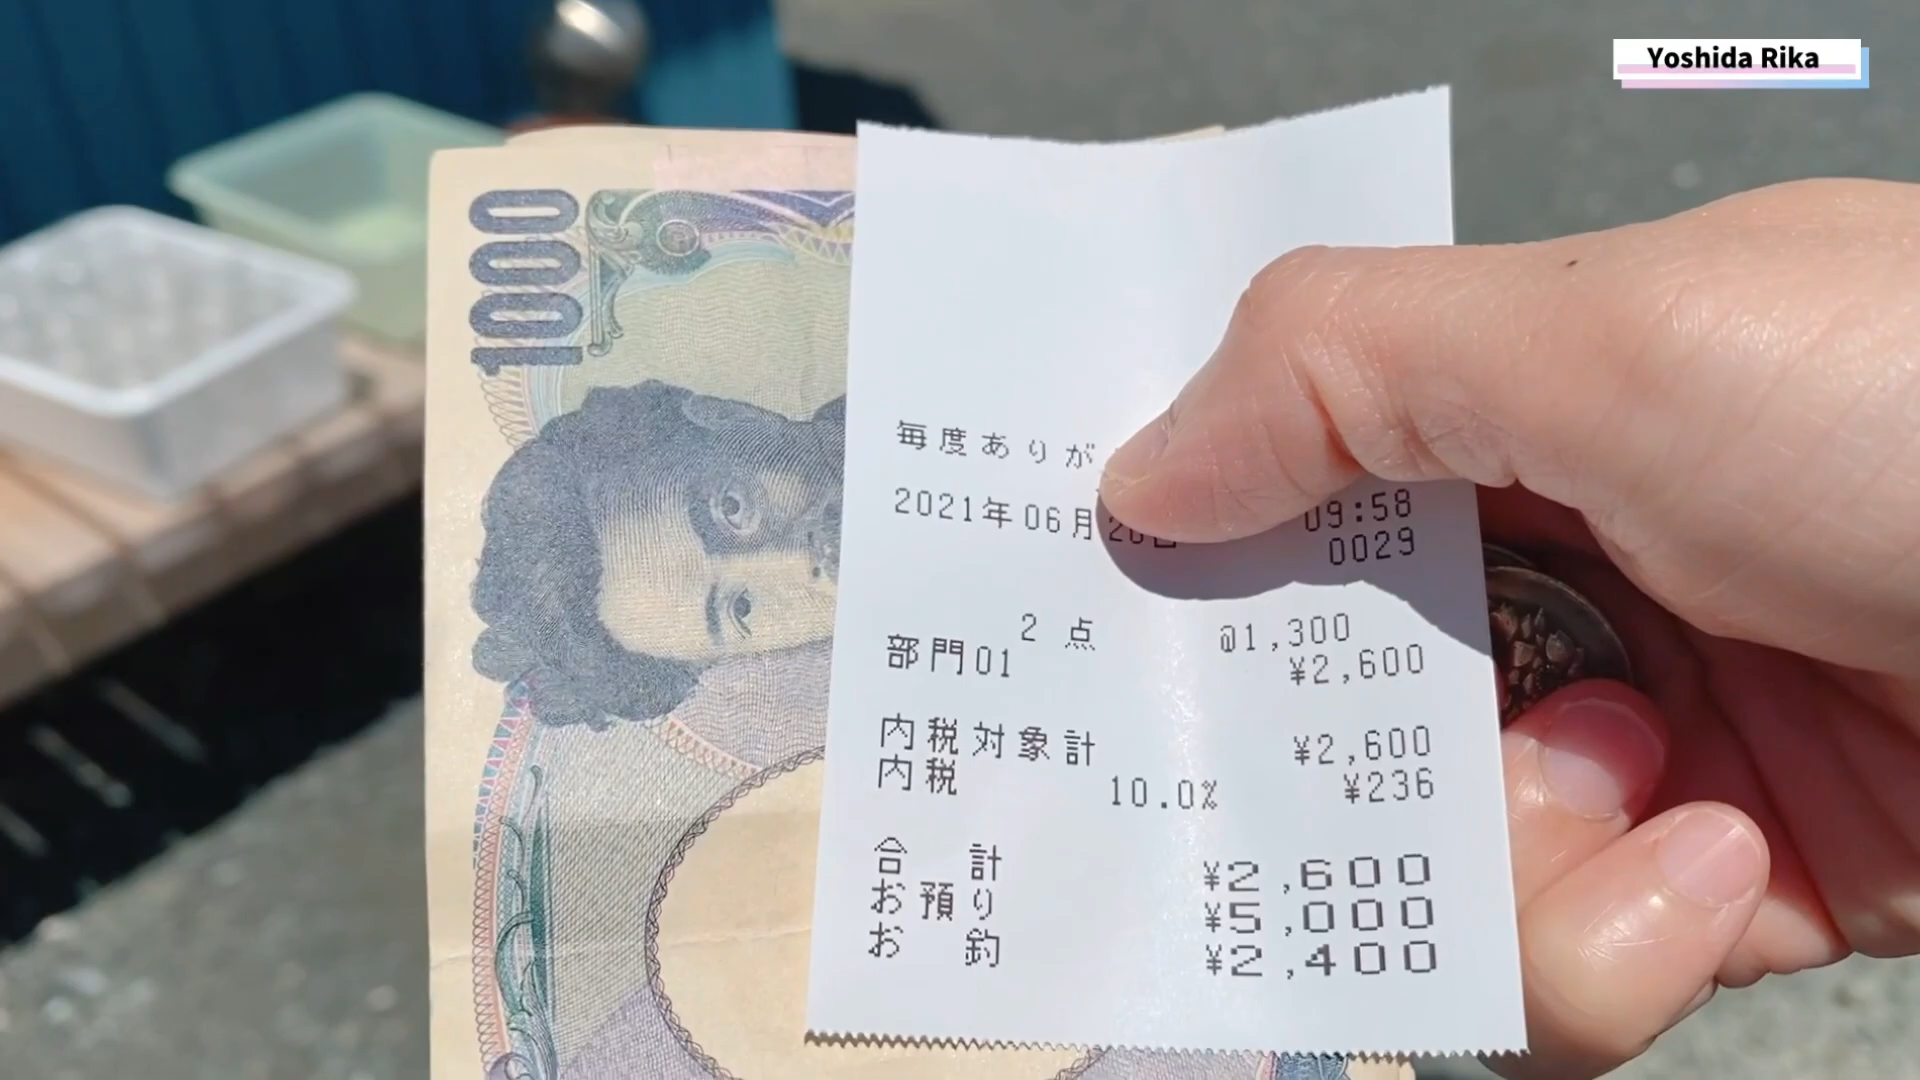 Yoshida Rika
1000
毎度ありが
2021年06月 09:58
0029
2点 @1,300
部門01 ¥2,600
内税対象計 ¥2,600
内税 10.0% ¥236
合計 ¥2,600
お預り ¥5,000
お釣 ¥2,400